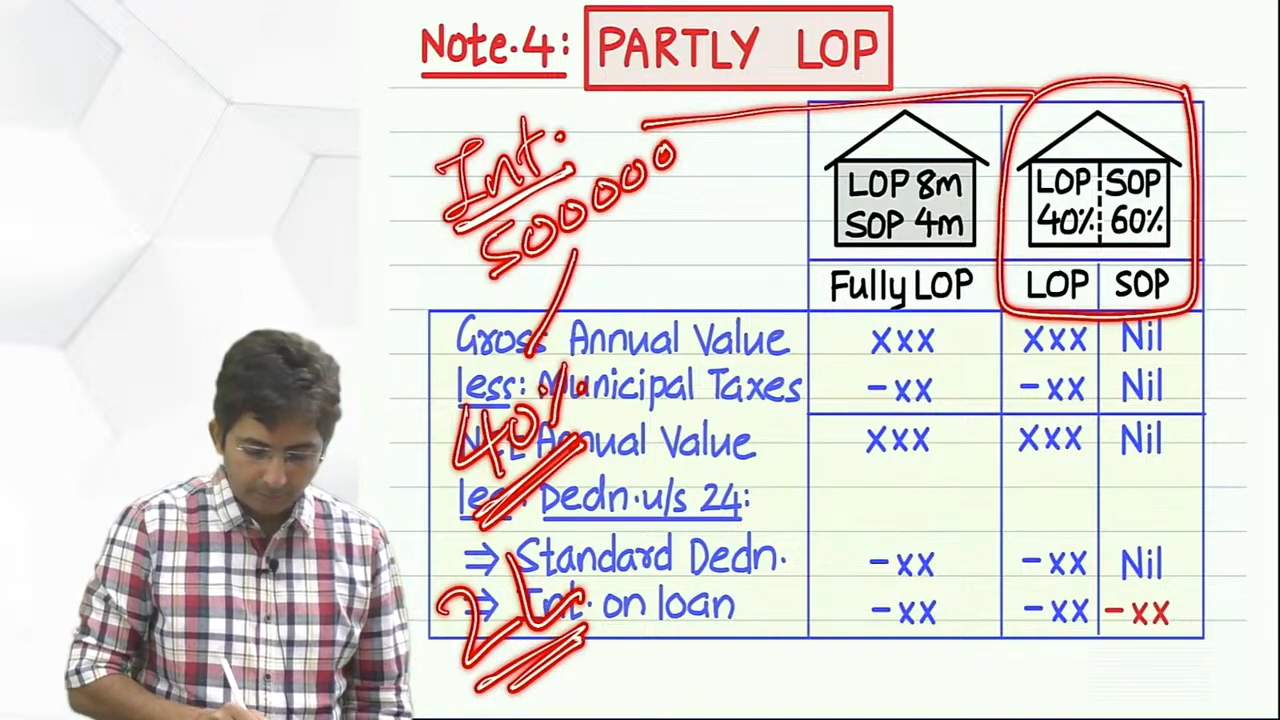 Note.4: PARTLY LOP
Int.
500000
40%
2L
LOP 8m
SOP 4m
LOP SOP
40% 60%
Fully LOP LOP SOP
Gross Annual Value xxx xxx Nil
less: Municipal Taxes -xx -xx Nil
Annual Value xxx xxx Nil
Dedn. u/s 24:
⇒ Standard Dedn. -xx -xx Nil
⇒ Int. on loan -xx -xx -xx